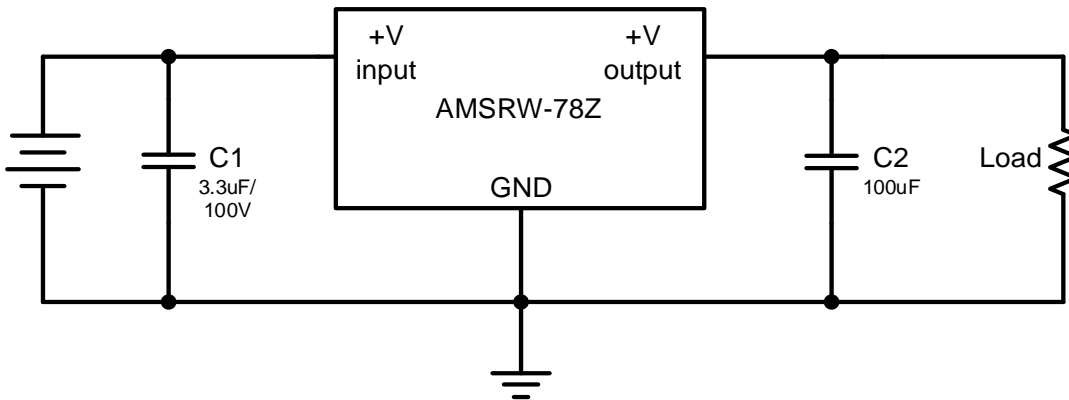 +V
input
+V
output
AMSRW-78Z
GND
C1
3.3uF/
100V
C2
100uF
Load